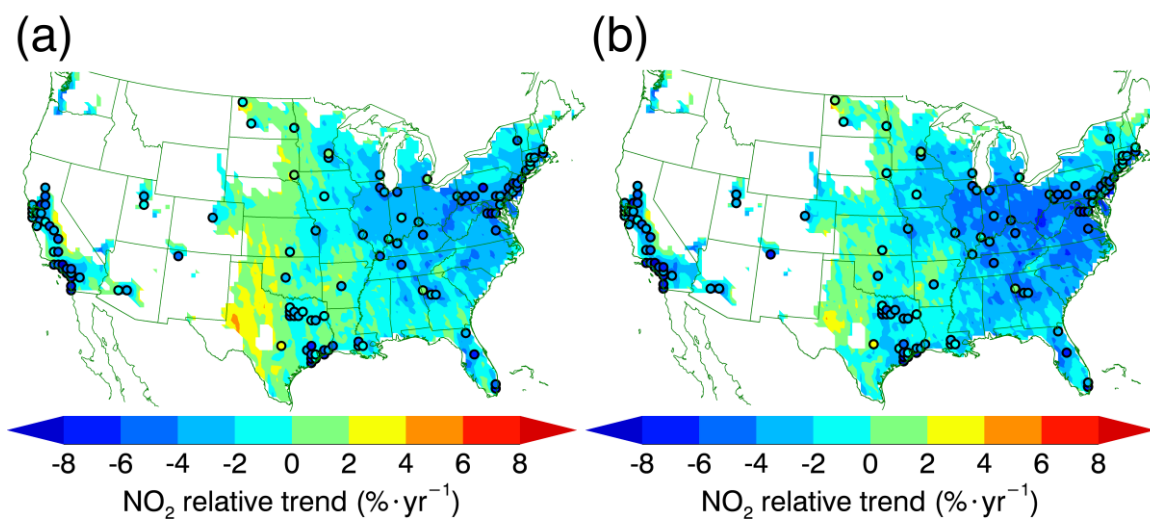 (a) (b)
-8 -6 -4 -2 0 2 4 6 8 -8 -6 -4 -2 0 2 4 6 8
NO₂ relative trend (%·yr⁻¹) NO₂ relative trend (%·yr⁻¹)